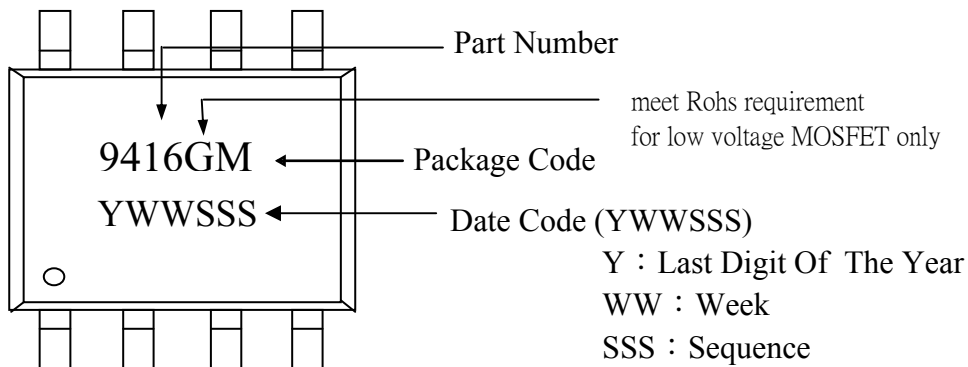 Part Number
meet Rohs requirement
for low voltage MOSFET only
9416GM
Package Code
YWWSSS
Date Code (YWWSSS)
Y：Last Digit Of The Year
WW：Week
SSS：Sequence